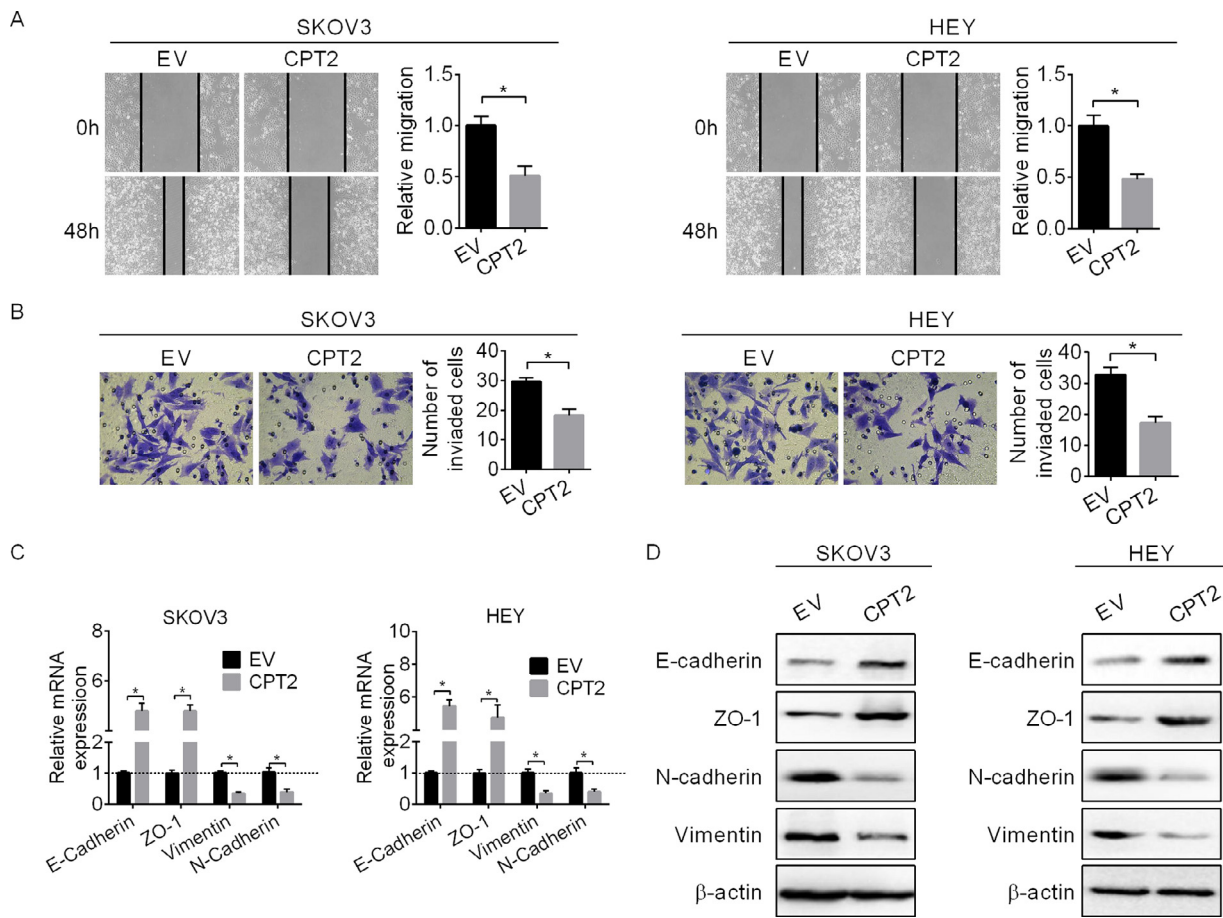 A
SKOV3
HEY
EV
CPT2
EV
CPT2
0h
48h
Relative migration
1.5
1.0
0.5
0.0
*
EV
CPT2
0h
48h
Relative migration
1.5
1.0
0.5
0.0
*
EV
CPT2
B
SKOV3
HEY
EV
CPT2
EV
CPT2
Number of
inviaded cells
40
30
20
10
0
*
EV
CPT2
Number of
inviaded cells
40
30
20
10
0
*
EV
CPT2
C
SKOV3
Relative mRNA
expressioon
8
4
2
1
0
* * * *
EV
CPT2
E-Cadherin
ZO-1
Vimentin
N-Cadherin
HEY
Relative mRNA
expressioon
10
6
2
1
0
* * * *
EV
CPT2
E-Cadherin
ZO-1
Vimentin
N-Cadherin
D
SKOV3
HEY
EV
CPT2
EV
CPT2
E-cadherin
ZO-1
N-cadherin
Vimentin
β-actin
E-cadherin
ZO-1
N-cadherin
Vimentin
β-actin